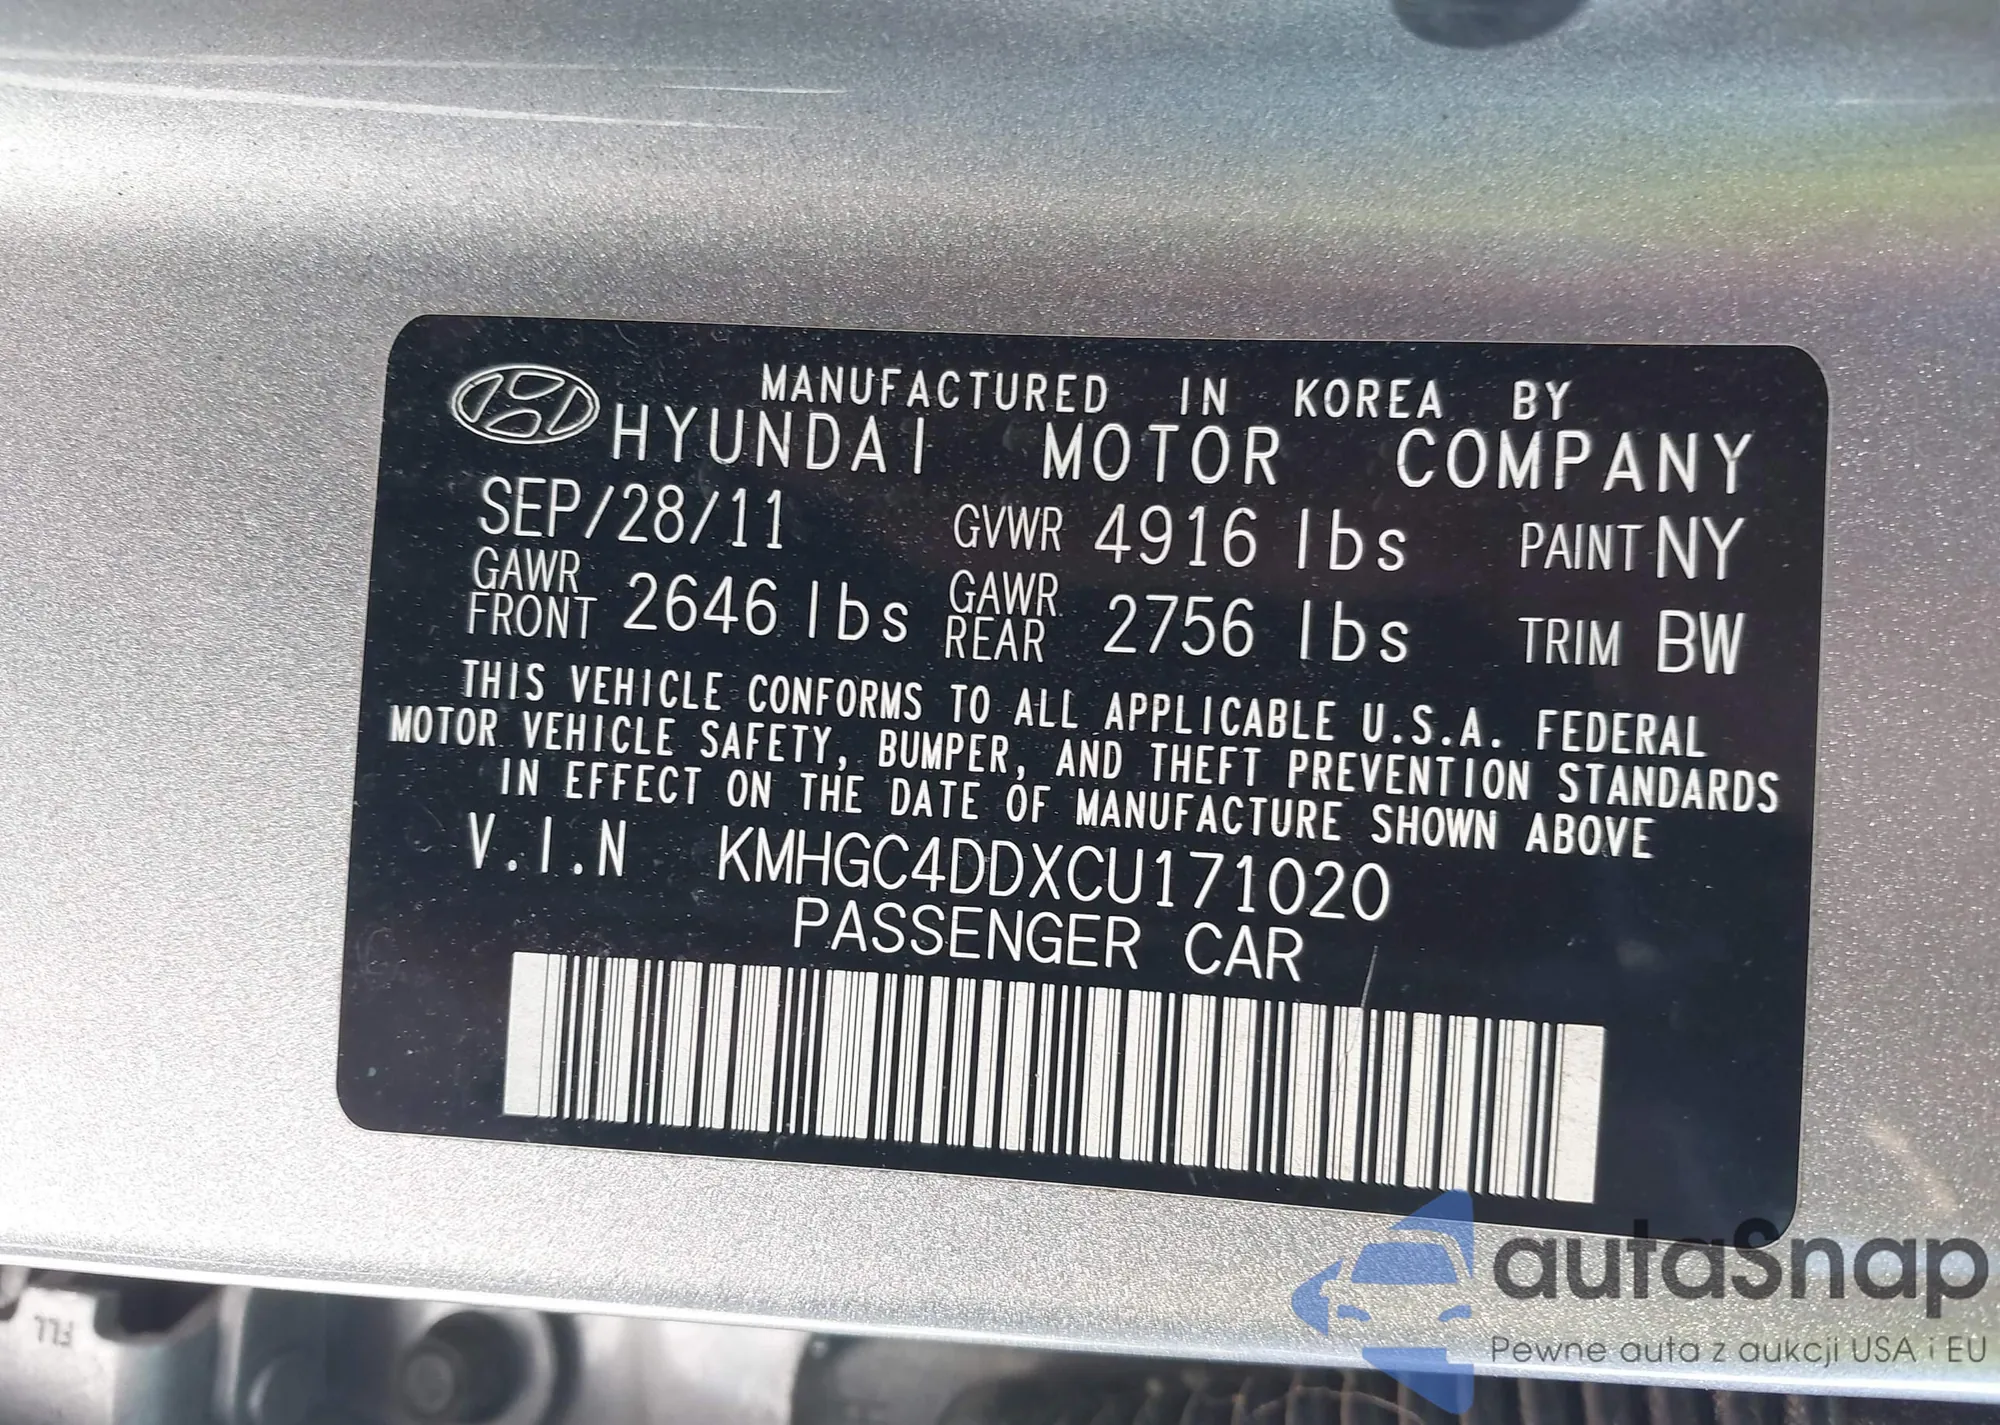 MANUFACTURED IN KOREA BY
HYUNDAI MOTOR COMPANY
SEP/28/11 GVWR 4916 lbs PAINT NY
GAWR FRONT 2646 lbs GAWR REAR 2756 lbs TRIM BW
THIS VEHICLE CONFORMS TO ALL APPLICABLE U.S.A. FEDERAL
MOTOR VEHICLE SAFETY, BUMPER, AND THEFT PREVENTION STANDARDS
IN EFFECT ON THE DATE OF MANUFACTURE SHOWN ABOVE
V.I.N KMHGC4DDXCU171020
PASSENGER CAR
autaSnap
Pewne auta z aukcji USA i EU